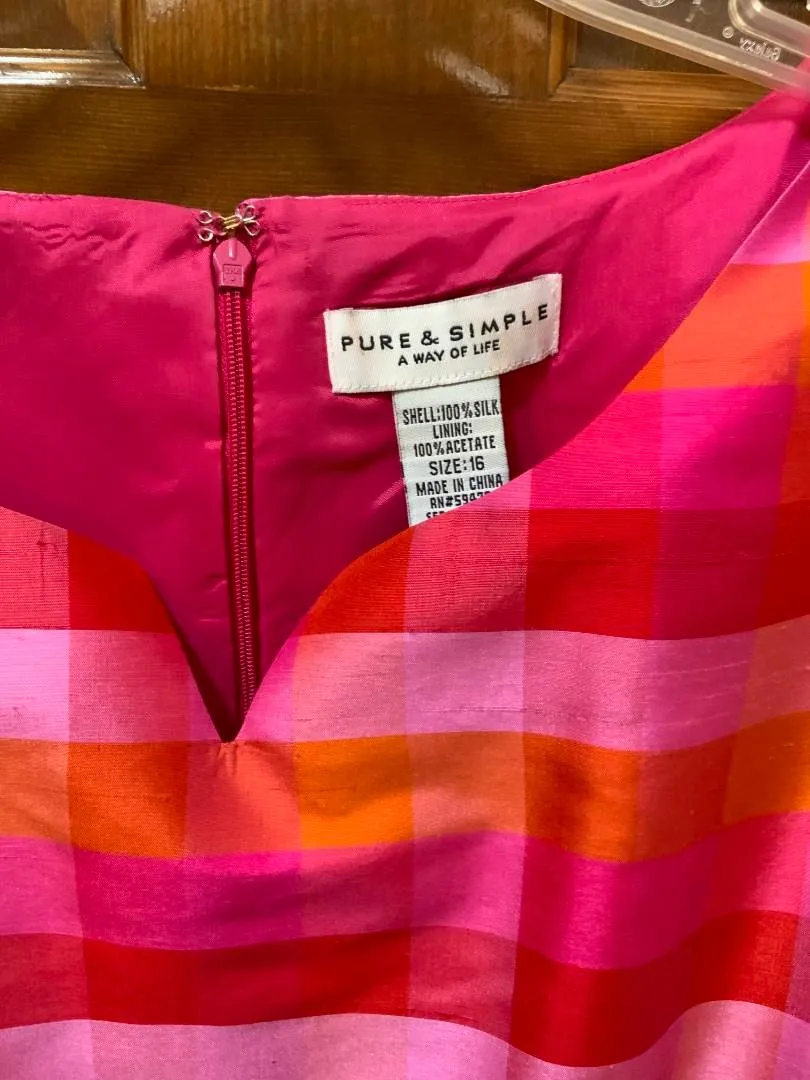 PURE & SIMPLE
A WAY OF LIFE
SHELL:100%SILK
LINING:
100%ACETATE
SIZE:16
MADE IN CHINA